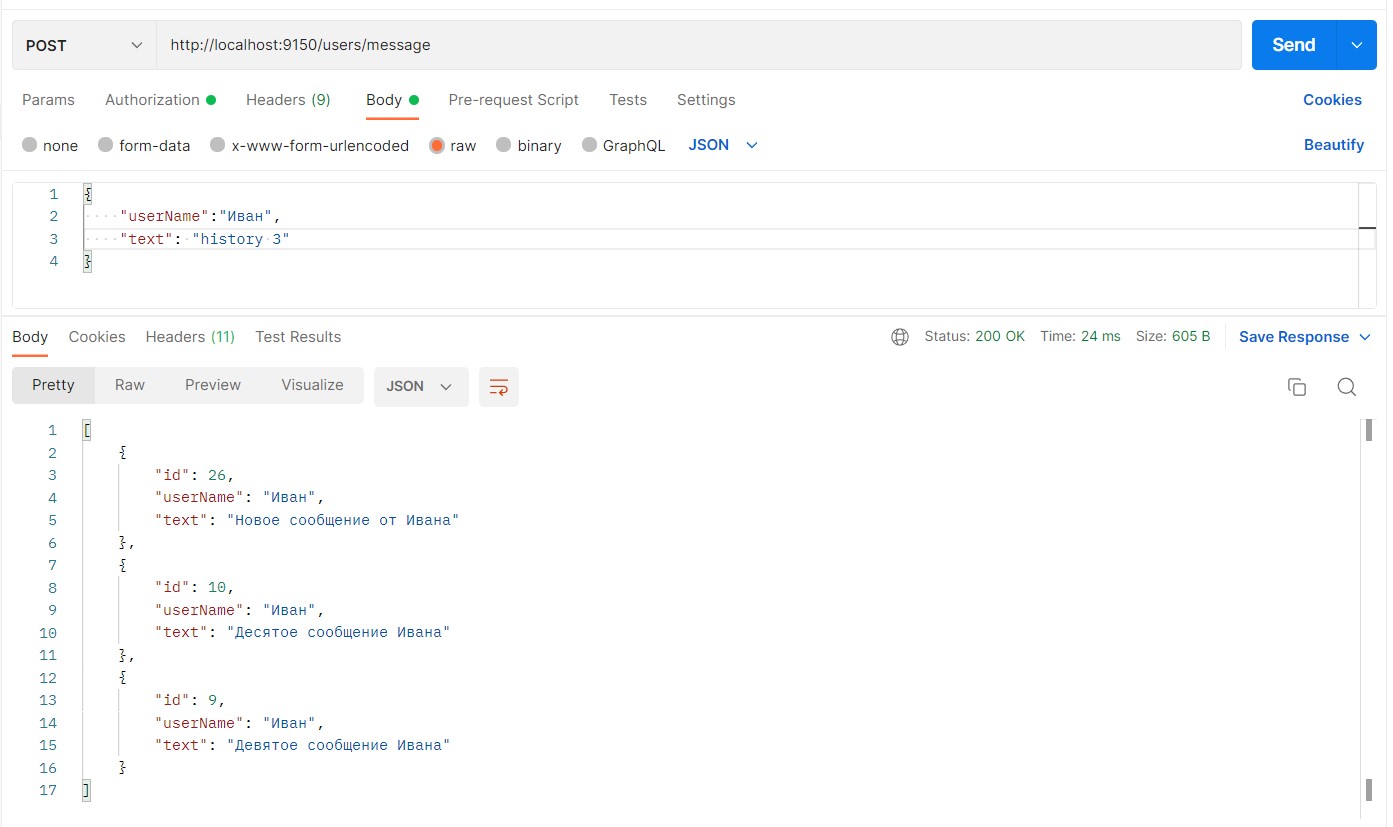 POST http://localhost:9150/users/message Send
Params Authorization Headers (9) Body Pre-request Script Tests Settings Cookies
none form-data x-www-form-urlencoded raw binary GraphQL JSON Beautify
1 {
2 "userName":"Иван",
3 "text": "history 3"
4 }
Body Cookies Headers (11) Test Results Status: 200 OK Time: 24 ms Size: 605 B Save Response
Pretty Raw Preview Visualize JSON
1 [
2 {
3 "id": 26,
4 "userName": "Иван",
5 "text": "Новое сообщение от Ивана"
6 },
7 {
8 "id": 10,
9 "userName": "Иван",
10 "text": "Десятое сообщение Ивана"
11 },
12 {
13 "id": 9,
14 "userName": "Иван",
15 "text": "Девятое сообщение Ивана"
16 }
17 ]